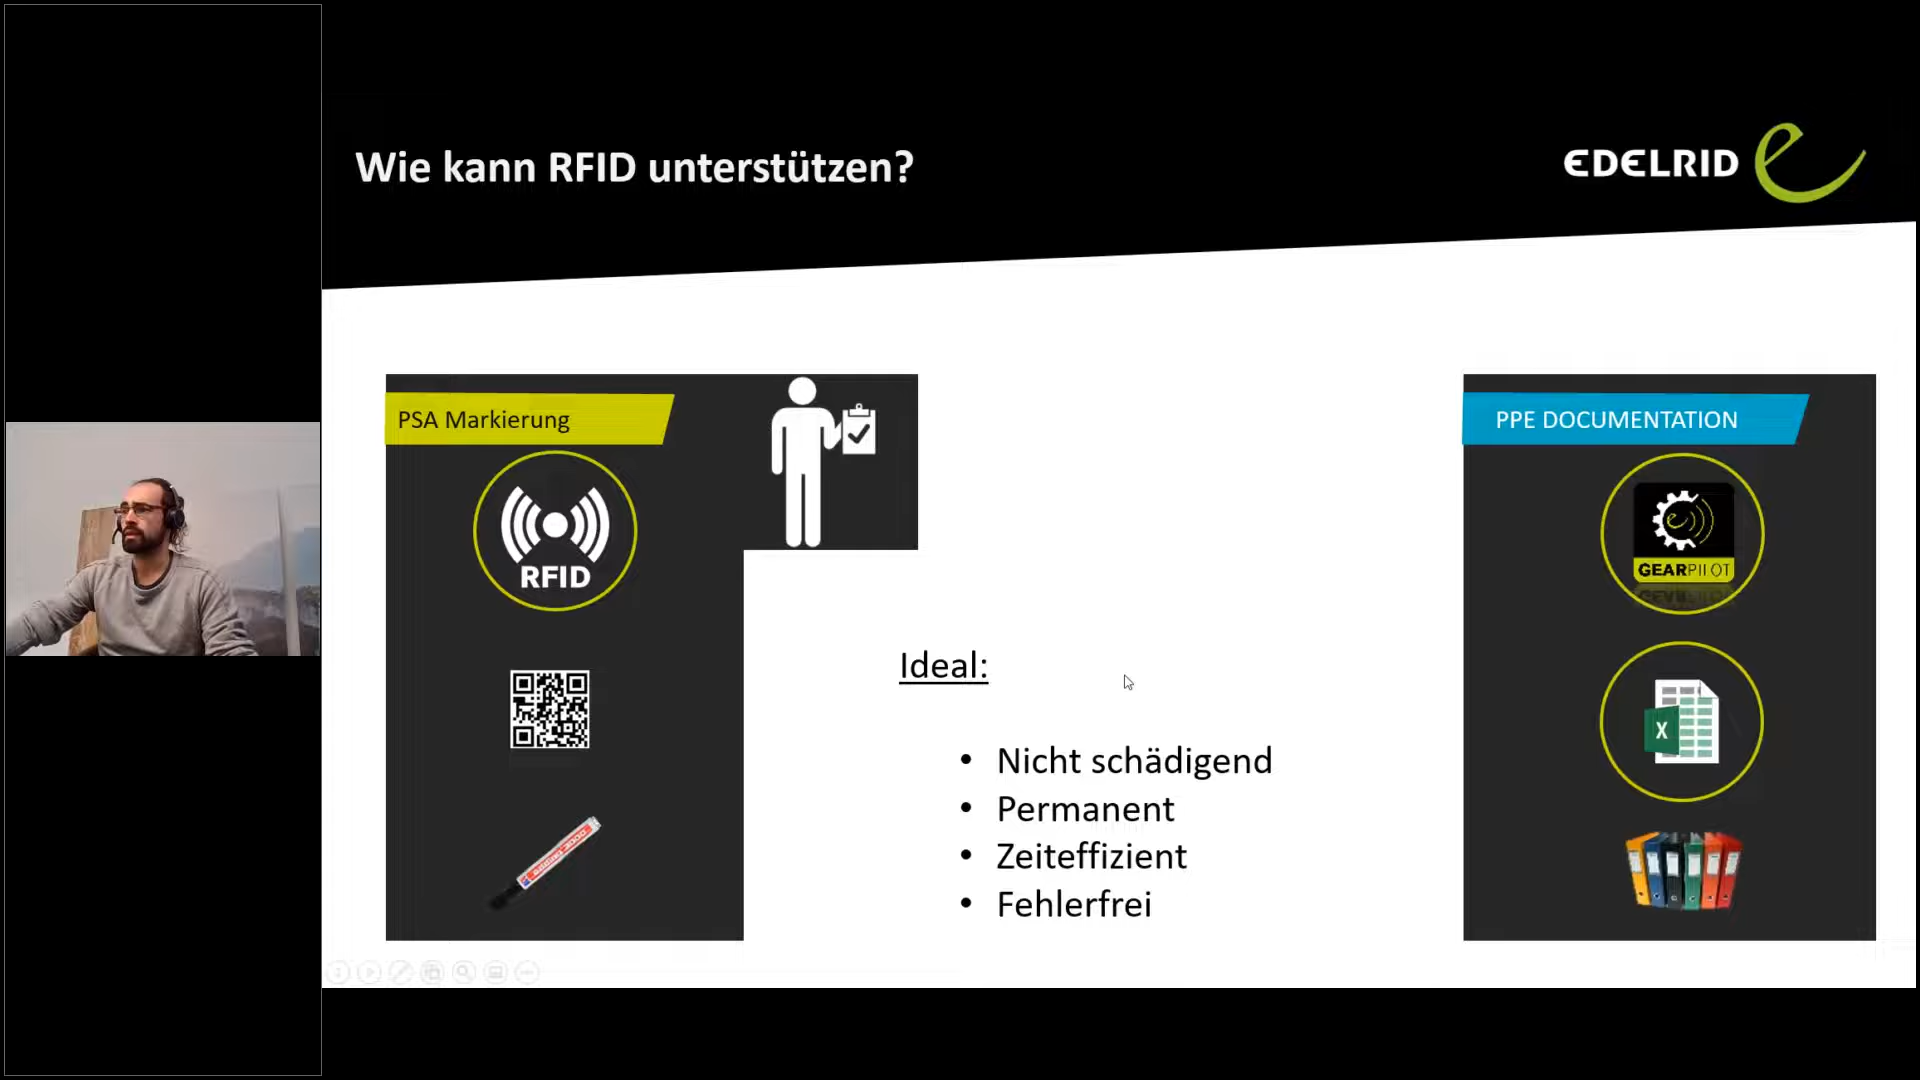 Wie kann RFID unterstützen?
EDELRID
PSA Markierung
RFID
PPE DOCUMENTATION
GEARPILOT
X
Ideal:
• Nicht schädigend
• Permanent
• Zeiteffizient
• Fehlerfrei